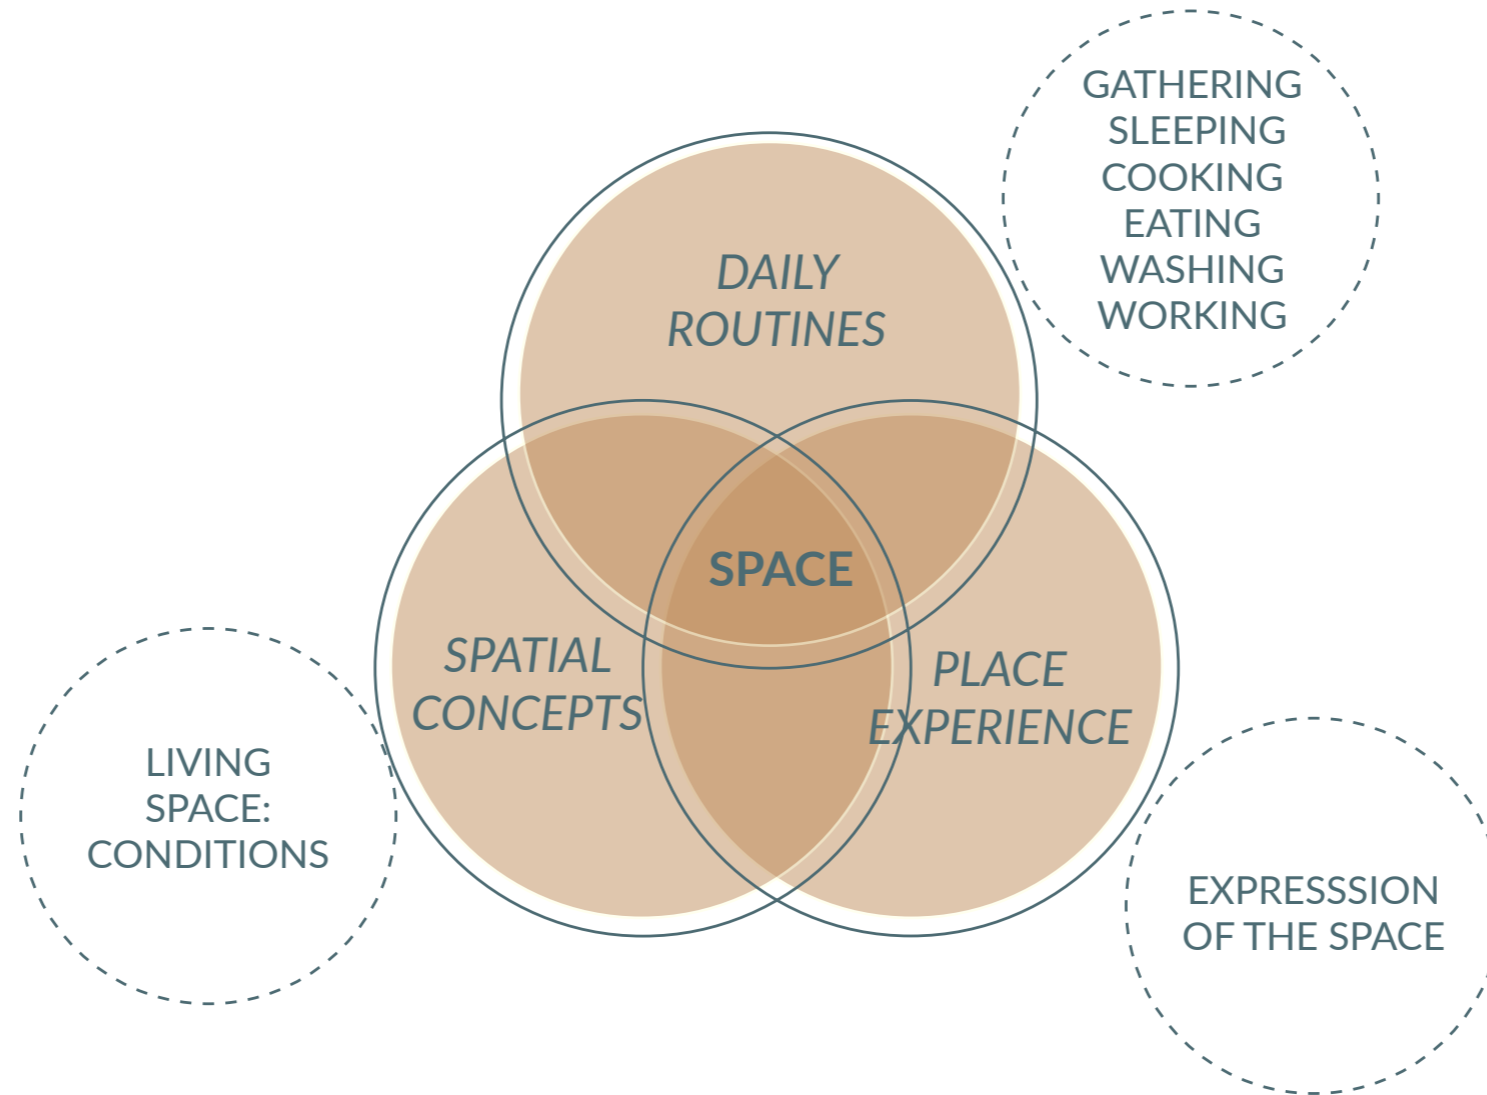 GATHERING
SLEEPING
COOKING
EATING
WASHING
WORKING
DAILY
ROUTINES
SPACE
SPATIAL
CONCEPTS
PLACE
EXPERIENCE
LIVING
SPACE:
CONDITIONS
EXPRESSSION
OF THE SPACE